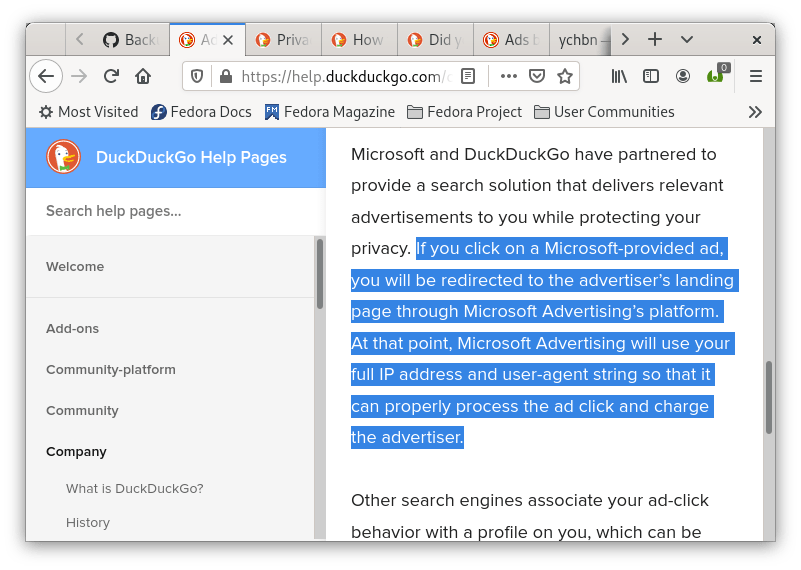 Back
Ad
Priva
How
Did y
Ads b
ychbn —
https://help.duckduckgo.com/
0
Most Visited
Fedora Docs
FM
Fedora Magazine
Fedora Project
User Communities
DuckDuckGo Help Pages
Search help pages...
Welcome
Add-ons
Community-platform
Community
Company
What is DuckDuckGo?
History
Microsoft and DuckDuckGo have partnered to
provide a search solution that delivers relevant
advertisements to you while protecting your
privacy. If you click on a Microsoft-provided ad,
you will be redirected to the advertiser’s landing
page through Microsoft Advertising’s platform.
At that point, Microsoft Advertising will use your
full IP address and user-agent string so that it
can properly process the ad click and charge
the advertiser.
Other search engines associate your ad-click
behavior with a profile on you, which can be